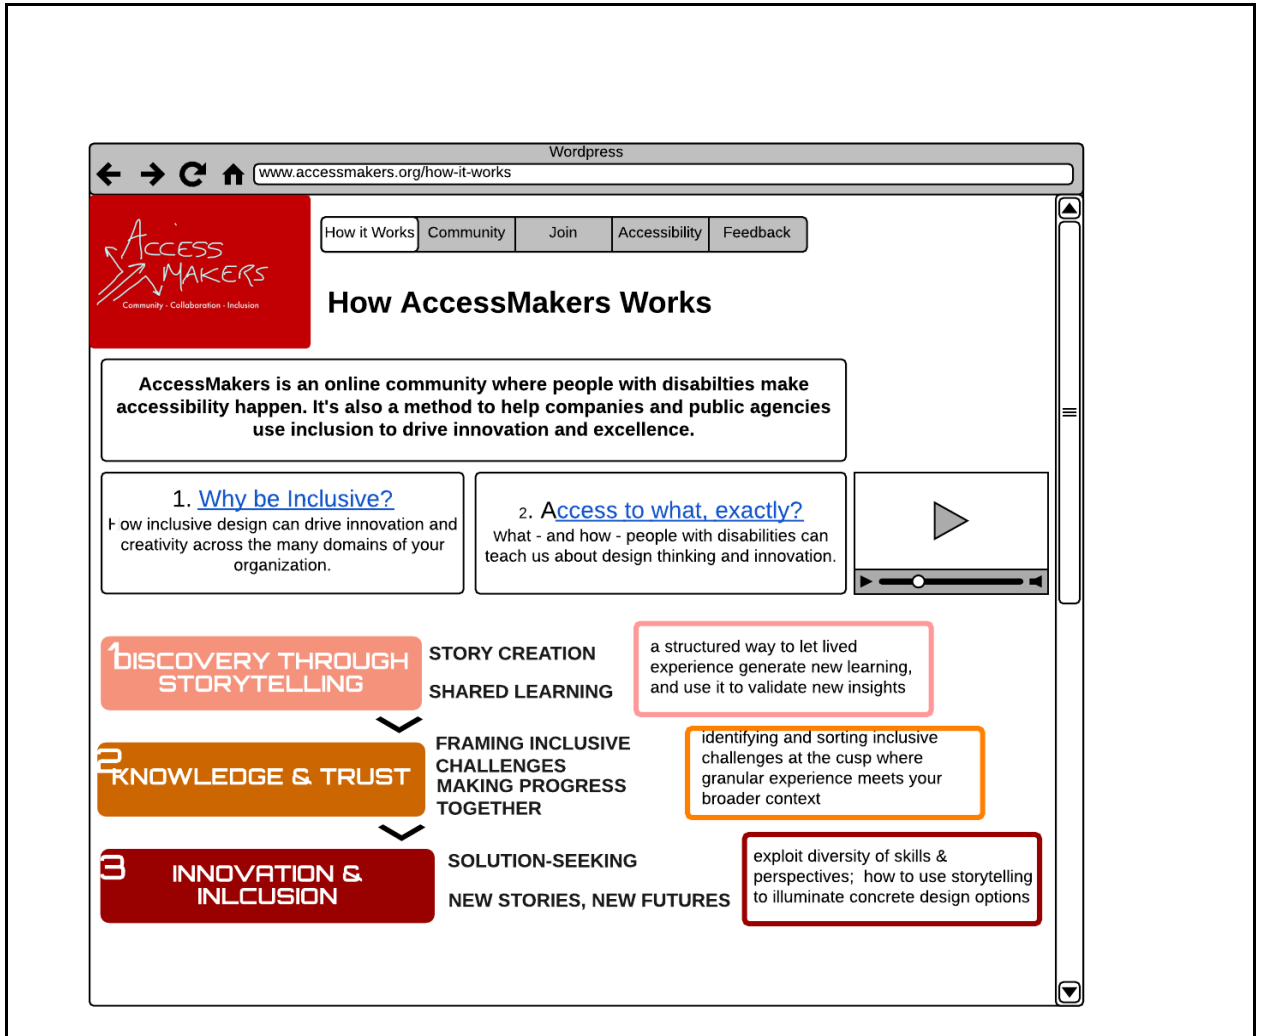 Wordpress
www.accessmakers.org/how-it-works
ACCESS
MAKERS
Community - Collaboration - Inclusion
How it Works
Community
Join
Accessibility
Feedback
How AccessMakers Works
AccessMakers is an online community where people with disabilties make
accessibility happen. It's also a method to help companies and public agencies
use inclusion to drive innovation and excellence.
1. Why be Inclusive?
How inclusive design can drive innovation and
creativity across the many domains of your
organization.
2. Access to what, exactly?
What - and how - people with disabilities can
teach us about design thinking and innovation.
1
DISCOVERY THROUGH
STORYTELLING
STORY CREATION
SHARED LEARNING
a structured way to let lived
experience generate new learning,
and use it to validate new insights
2
KNOWLEDGE & TRUST
FRAMING INCLUSIVE
CHALLENGES
MAKING PROGRESS
TOGETHER
identifying and sorting inclusive
challenges at the cusp where
granular experience meets your
broader context
3
INNOVATION &
INLCUSION
SOLUTION-SEEKING
NEW STORIES, NEW FUTURES
exploit diversity of skills &
perspectives; how to use storytelling
to illuminate concrete design options